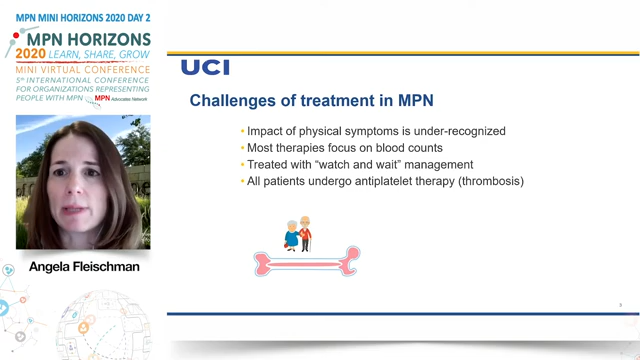 MPN MINI HORIZONS 2020 DAY 2
MPN HORIZONS
2020 LEARN, SHARE, GROW
MINI VIRTUAL CONFERENCE
5TH INTERNATIONAL CONFERENCE
FOR ORGANIZATIONS REPRESENTING
PEOPLE WITH MPN
MPN Advocates Network
Angela Fleischman
UCI
Challenges of treatment in MPN
• Impact of physical symptoms is under-recognized
• Most therapies focus on blood counts
• Treated with “watch and wait” management
• All patients undergo antiplatelet therapy (thrombosis)